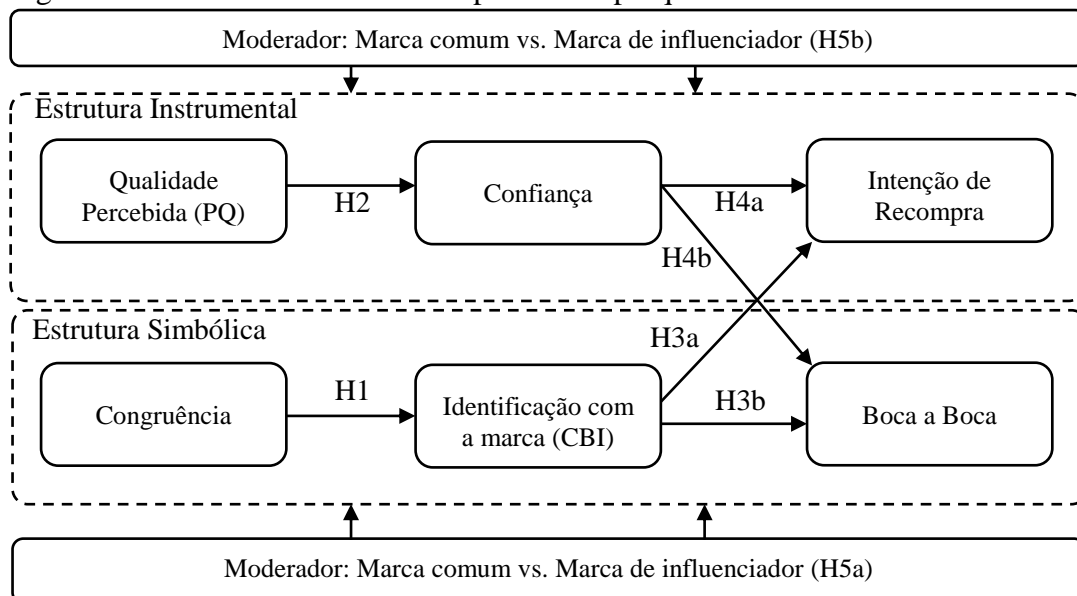 Moderador: Marca comum vs. Marca de influenciador (H5b)
Estrutura Instrumental
Qualidade
Percebida (PQ)
H2
Confiança
H4a
Intenção de
Recompra
H4b
Estrutura Simbólica
H3a
Congruência
H1
Identificação com
a marca (CBI)
H3b
Boca a Boca
Moderador: Marca comum vs. Marca de influenciador (H5a)